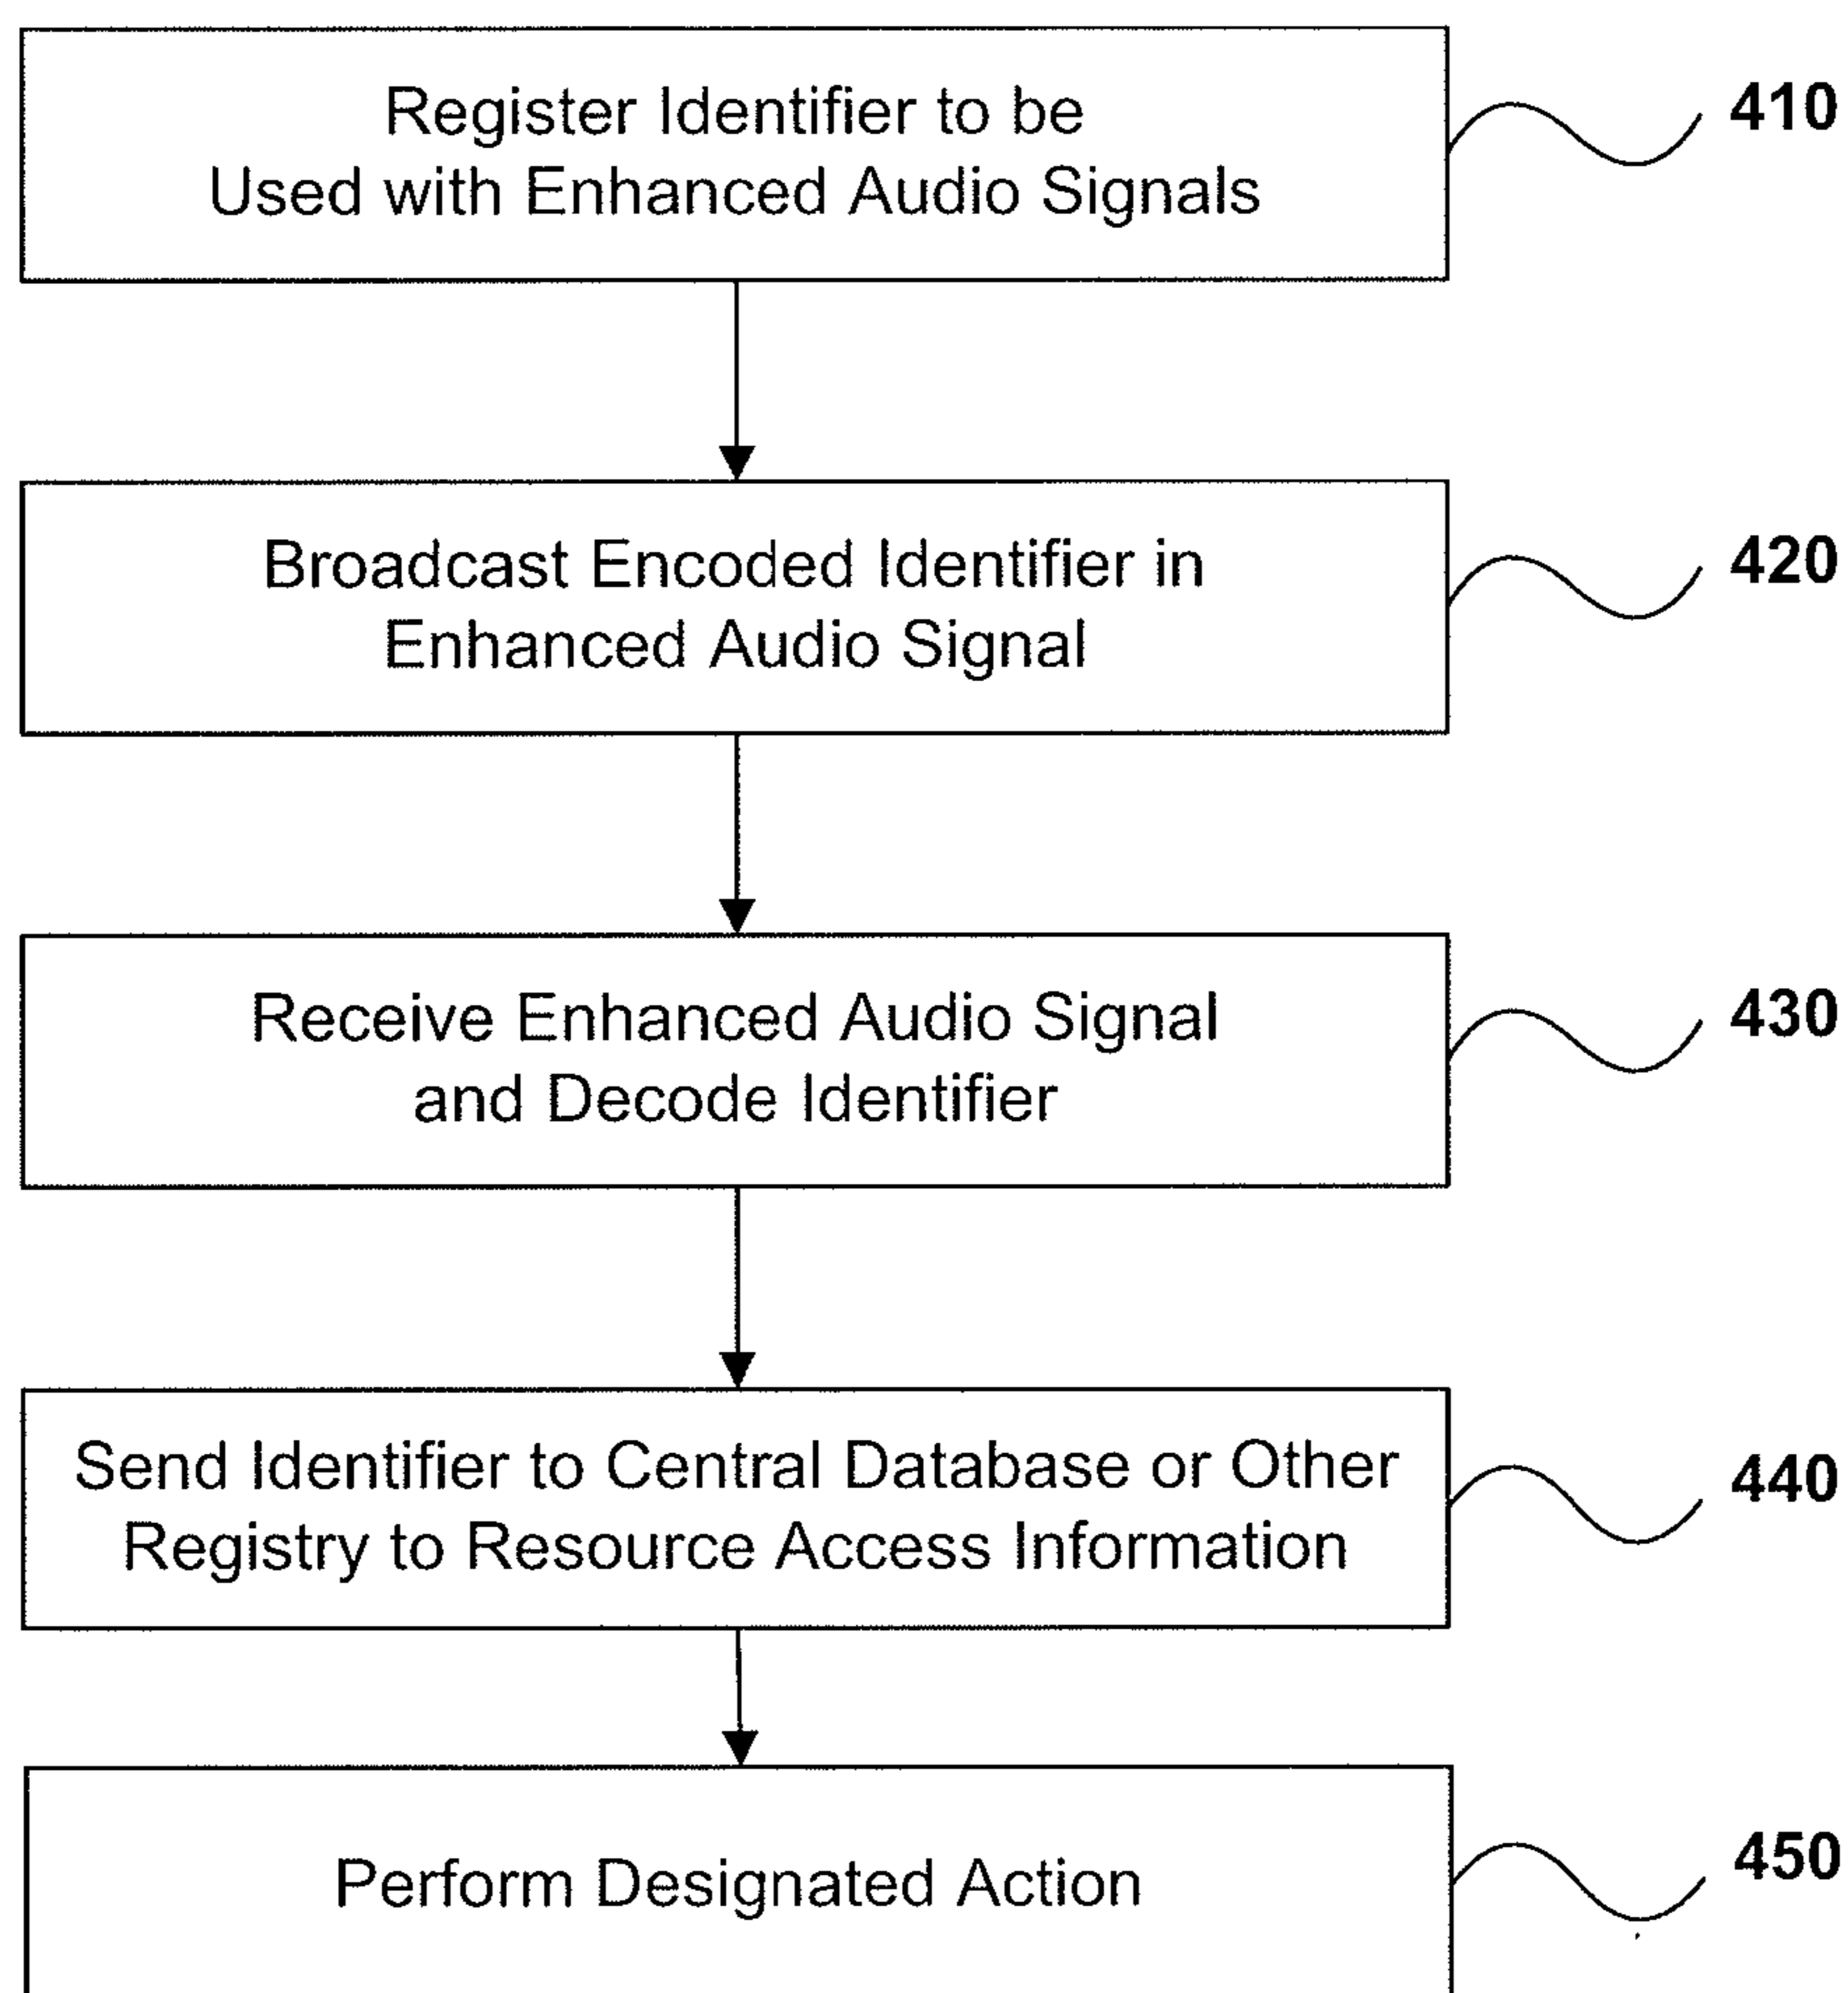 Register Identifier to be
Used with Enhanced Audio Signals
410
Broadcast Encoded Identifier in
Enhanced Audio Signal
420
Receive Enhanced Audio Signal
and Decode Identifier
430
Send Identifier to Central Database or Other
Registry to Resource Access Information
440
Perform Designated Action
450